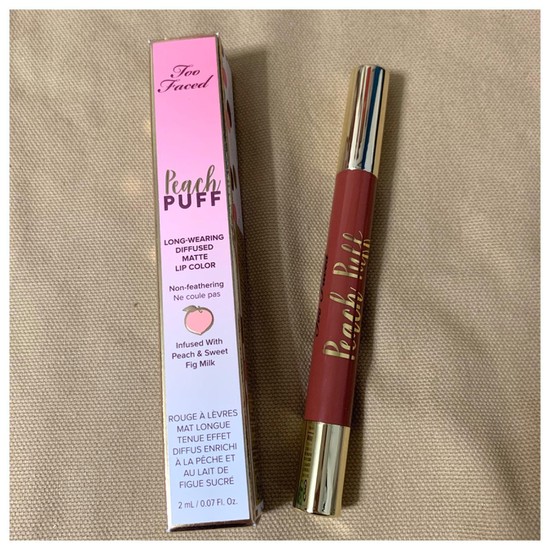 Too
Faced
Peach
PUFF
LONG-WEARING
DIFFUSED
MATTE
LIP COLOR
Non-feathering
Ne coule pas
Infused With
Peach & Sweet
Fig Milk
ROUGE À LÈVRES
MAT LONGUE
TENUE EFFET
DIFFUS ENRICHI
À LA PÊCHE ET
AU LAIT DE
FIGUE SUCRÉ
2 mL / 0.07 Fl. Oz.
Peach Puff